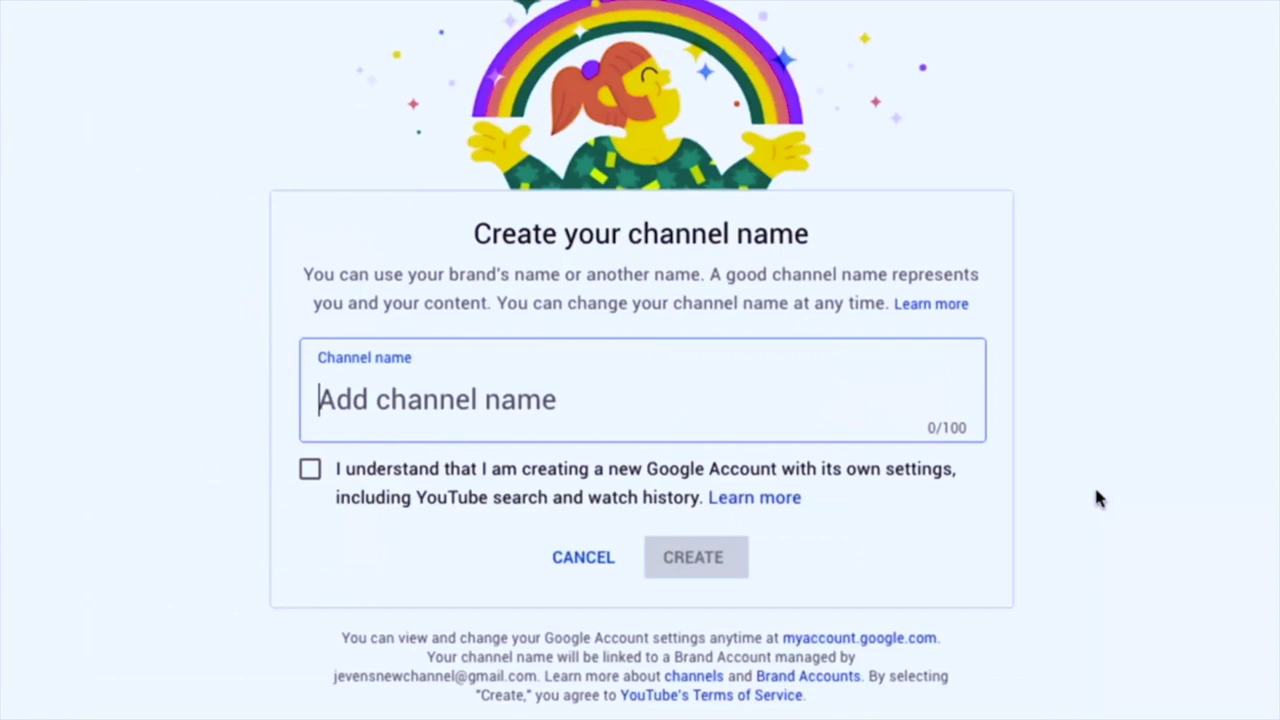 Create your channel name
You can use your brand's name or another name. A good channel name represents
you and your content. You can change your channel name at any time. Learn more
Channel name
Add channel name
0/100
I understand that I am creating a new Google Account with its own settings,
including YouTube search and watch history. Learn more
CANCEL CREATE
You can view and change your Google Account settings anytime at myaccount.google.com.
Your channel name will be linked to a Brand Account managed by
jevensnewchannel@gmail.com. Learn more about channels and Brand Accounts. By selecting
"Create," you agree to YouTube's Terms of Service.